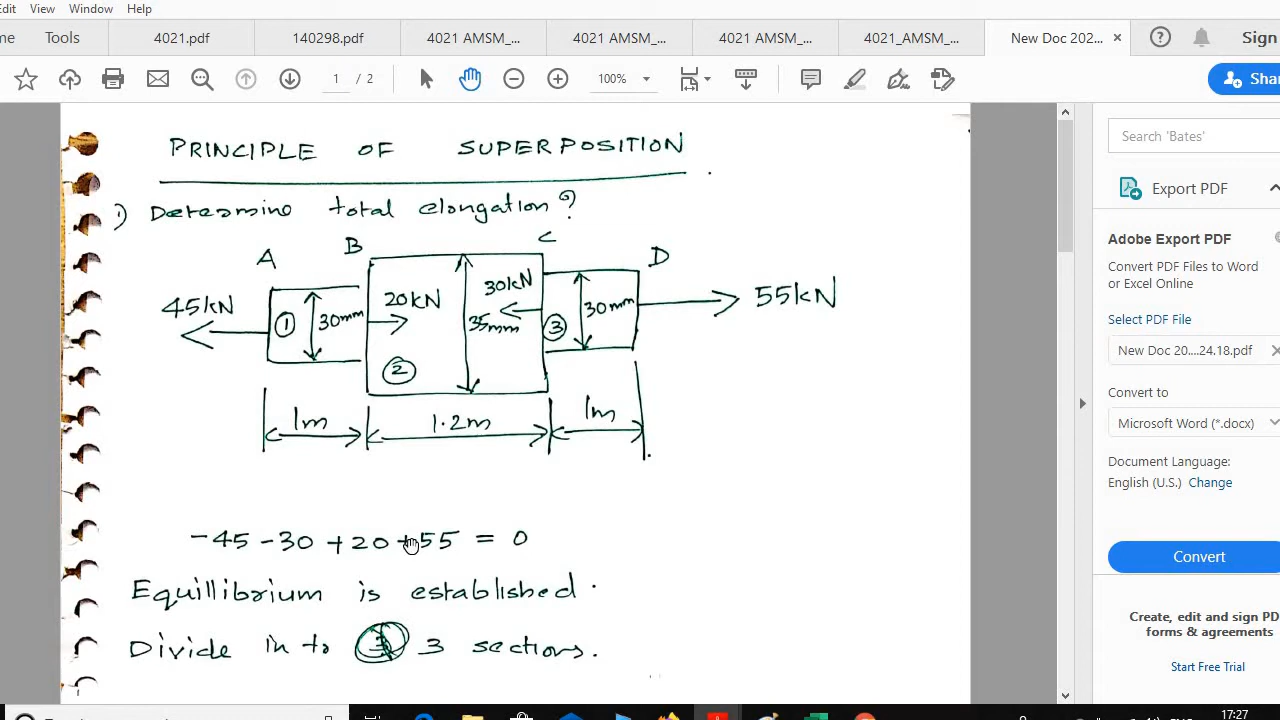 Edit View Window Help
me Tools 4021.pdf 140298.pdf 4021 AMSM_... 4021 AMSM_... 4021 AMSM_... 4021_AMSM_... New Doc 202... × Sign
1 / 2 100% Share
PRINCIPLE OF SUPERPOSITION
1) Determine total elongation?
A B C D
45kN ① 30mm 20kN ② 35mm 30kN ③ 30mm 55kN
1m 1.2m 1m
-45 -30 +20 +55 = 0
Equillibrium is established.
Divide in to 3 sections.
Search 'Bates'
Export PDF
Adobe Export PDF
Convert PDF Files to Word
or Excel Online
Select PDF File
New Doc 20....24.18.pdf ×
Convert to
Microsoft Word (*.docx)
Document Language:
English (U.S.) Change
Convert
Create, edit and sign PD
forms & agreements
Start Free Trial
17:27